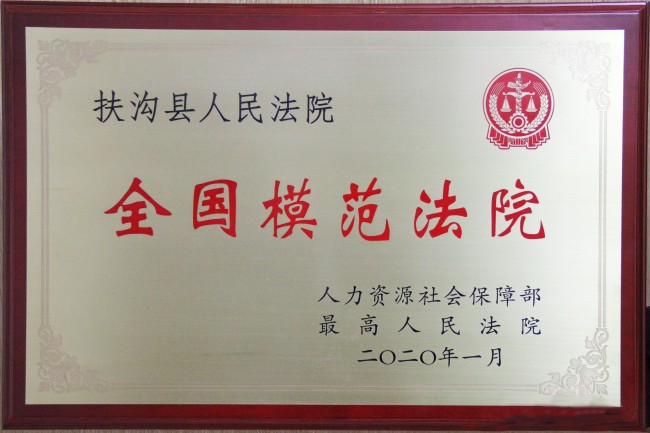 扶沟县人民法院
全国模范法院
人力资源社会保障部
最高人民法院
二〇二〇年一月